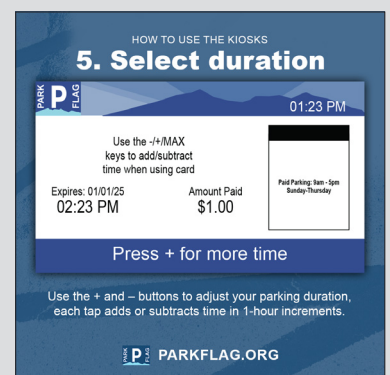 HOW TO USE THE KIOSKS
5. Select duration
PARK P FLAG
01:23 PM
Use the -/+/MAX
keys to add/subtract
time when using card
Expires: 01/01/25
02:23 PM
Amount Paid
$1.00
Paid Parking: 9am - 5pm
Sunday-Thursday
Press + for more time
Use the + and – buttons to adjust your parking duration,
each tap adds or subtracts time in 1-hour increments.
PARK P FLAG PARKFLAG.ORG